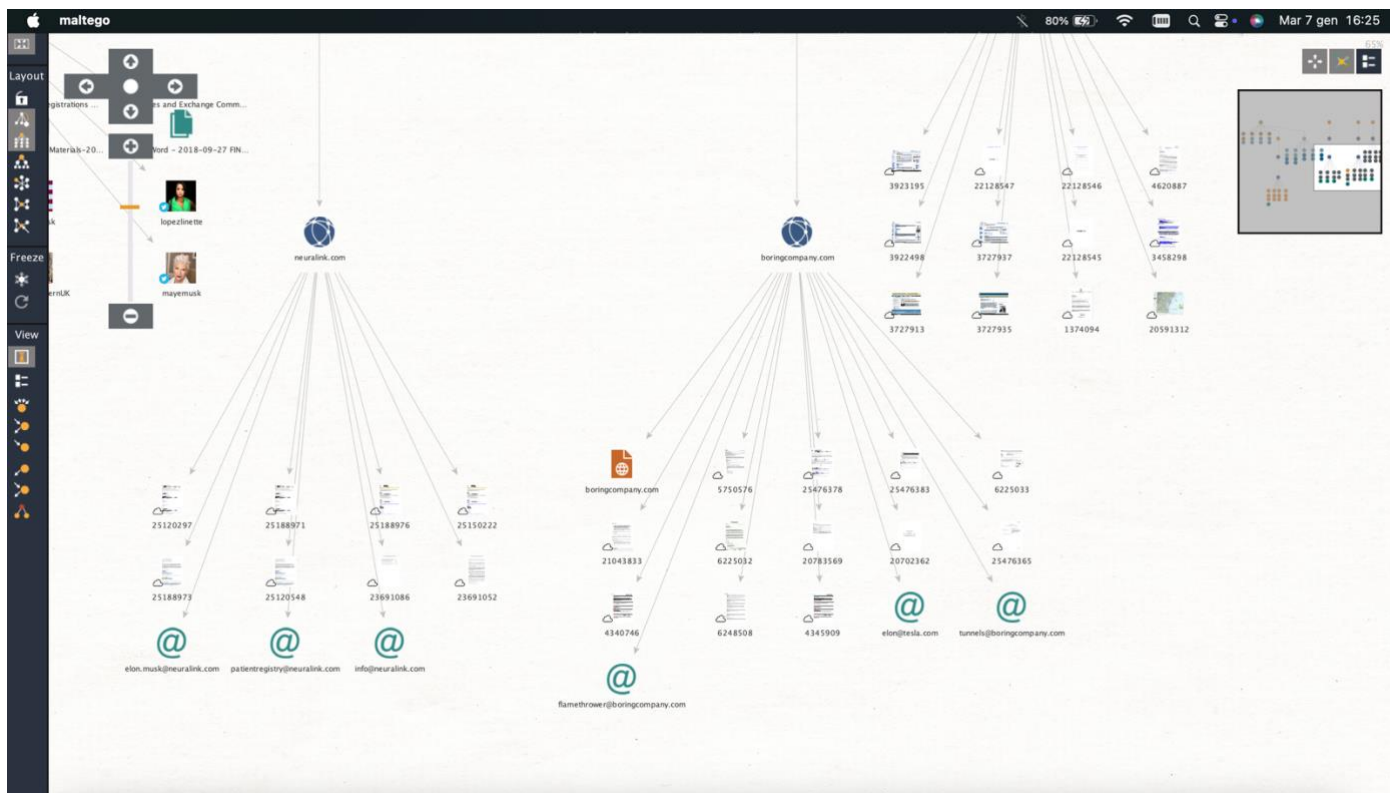 maltego
80%
Mar 7 gen 16:25
65%
Layout
egistrations ...
es and Exchange Comm...
Materials-20...
Word - 2018-09-27 FIN...
sk
lopezlinette
ernUK
mayemusk
Freeze
View
neuralink.com
boringcompany.com
3923195
22128547
22128546
4620887
3922498
3727937
22128545
3458298
3727913
3727935
1374094
20591312
25120297
25188971
25188976
25150222
25188973
25120548
23691086
23691052
elon.musk@neuralink.com
patientregistry@neuralink.com
info@neuralink.com
boringcompany.com
5750576
25476378
25476383
6225033
21043833
6225032
20783569
20702362
25476365
4340746
6248508
4345909
elon@tesla.com
tunnels@boringcompany.com
flamethrower@boringcompany.com